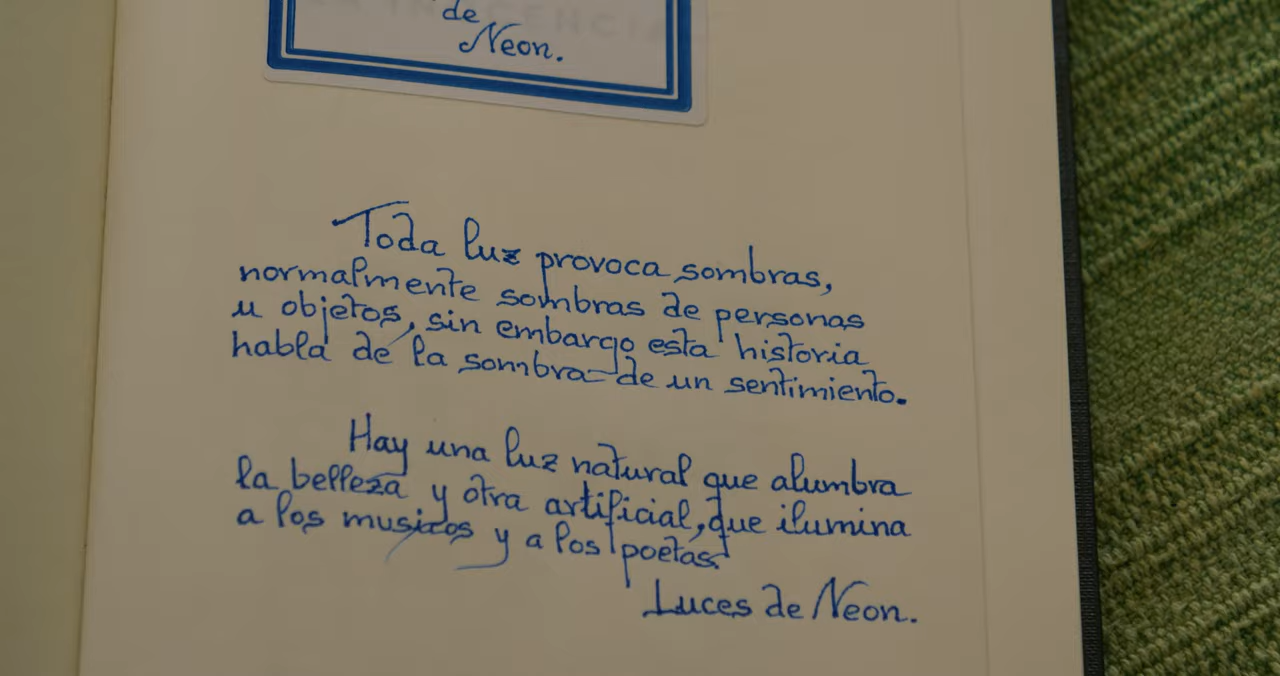 de
Neon.
Toda luz provoca sombras,
normalmente sombras de personas
u objetos, sin embargo esta historia
habla de la sombra de un sentimiento.
Hay una luz natural que alumbra
la belleza y otra artificial, que ilumina
a los musicos y a los poetas.
Luces de Neon.